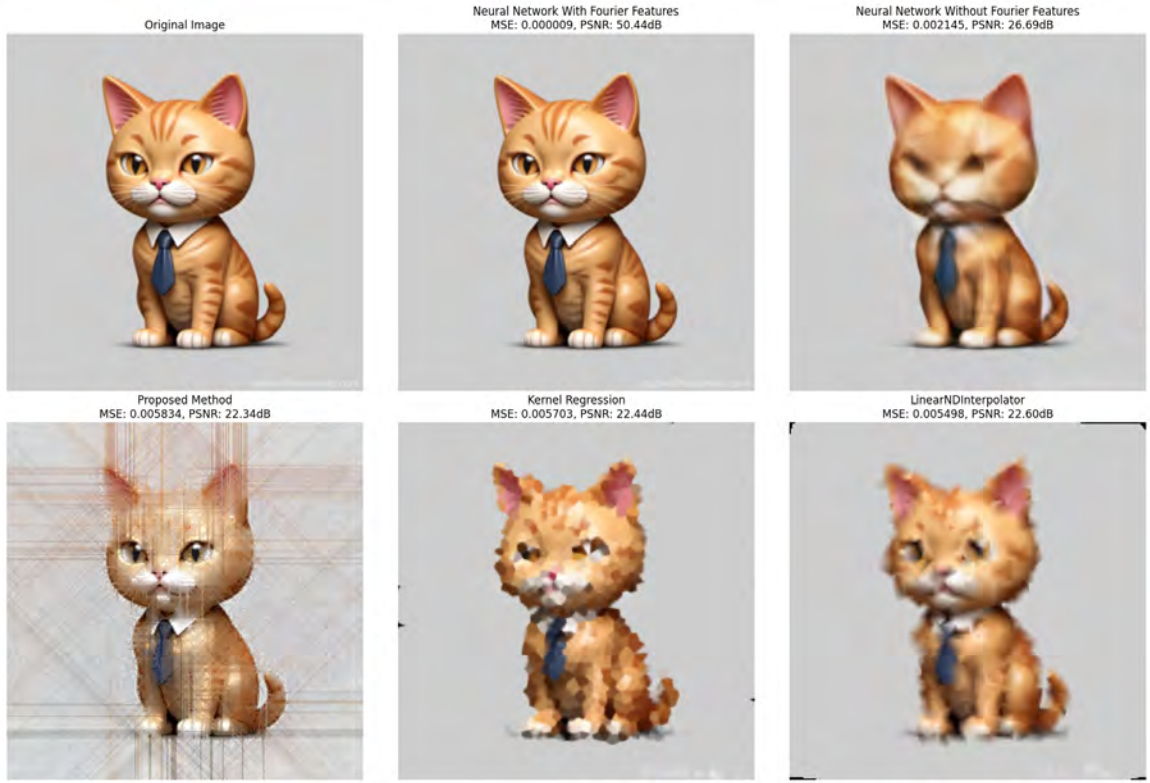 Original Image
Neural Network With Fourier Features
MSE: 0.000009, PSNR: 50.44dB
Neural Network Without Fourier Features
MSE: 0.002145, PSNR: 26.69dB
Proposed Method
MSE: 0.005834, PSNR: 22.34dB
Kernel Regression
MSE: 0.005703, PSNR: 22.44dB
LinearNDInterpolator
MSE: 0.005498, PSNR: 22.60dB